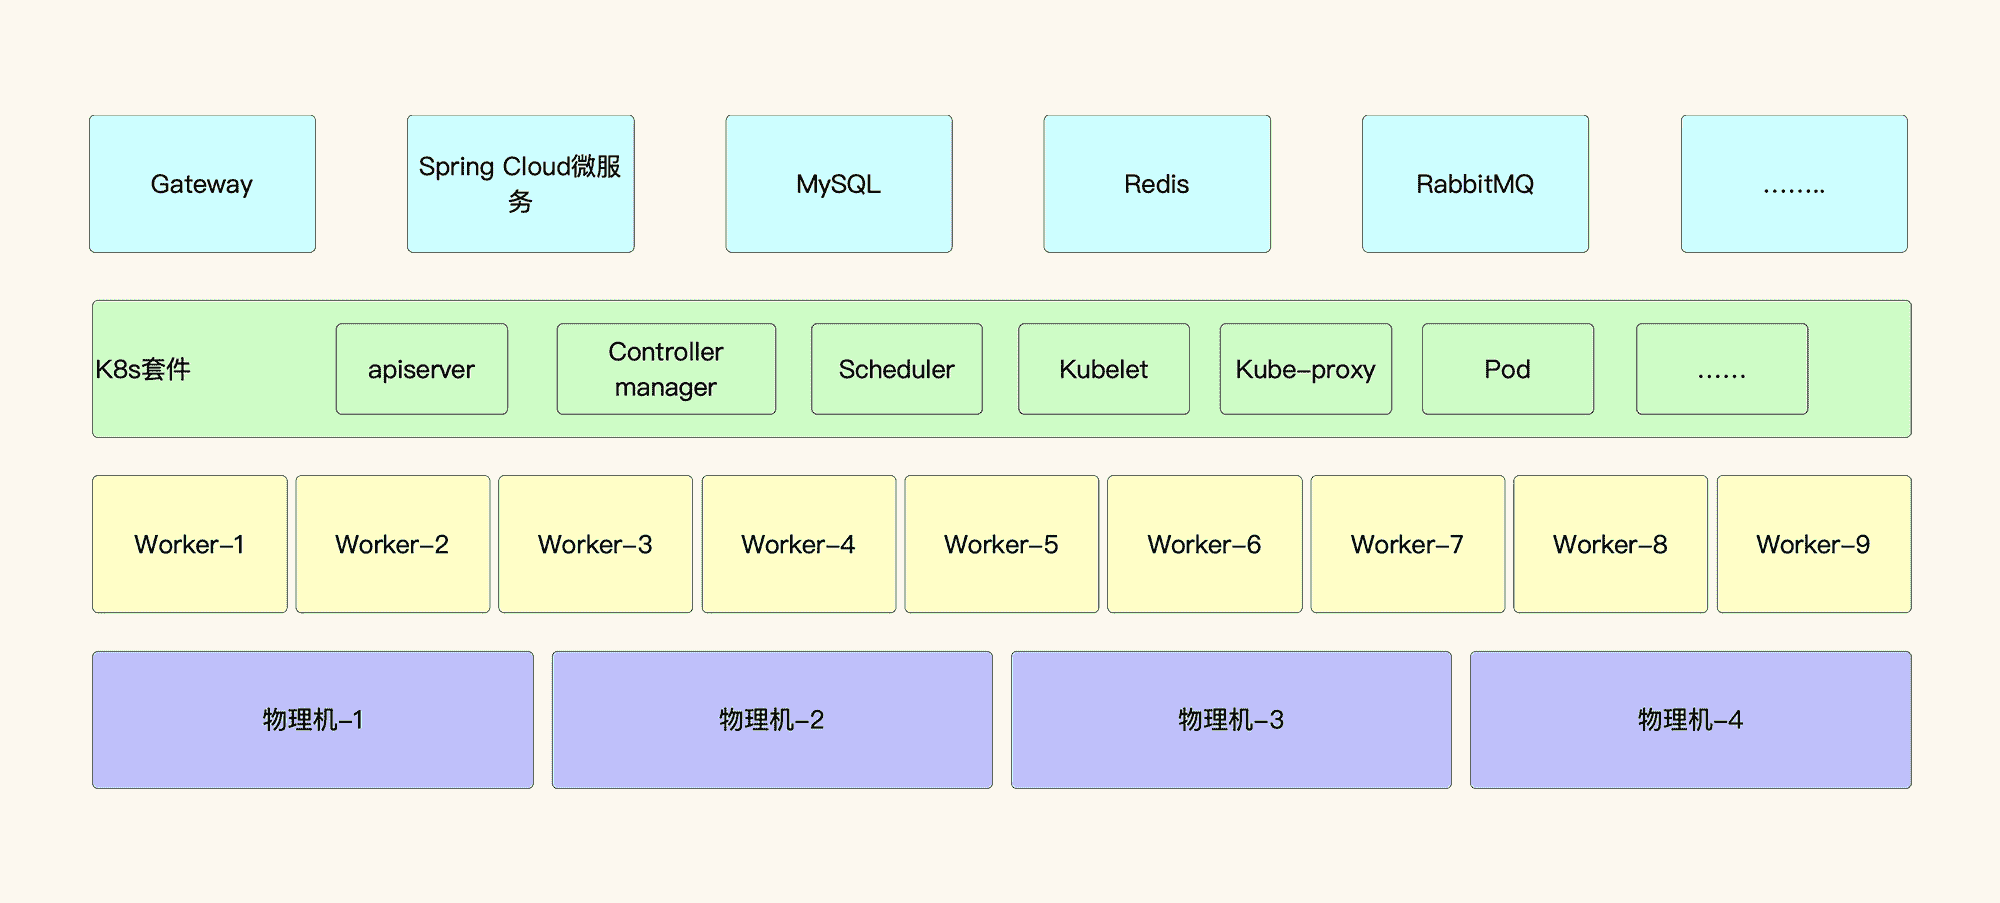 Gateway
Spring Cloud微服
务
MySQL
Redis
RabbitMQ
........
K8s套件
apiserver
Controller
manager
Scheduler
Kubelet
Kube-proxy
Pod
......
Worker-1
Worker-2
Worker-3
Worker-4
Worker-5
Worker-6
Worker-7
Worker-8
Worker-9
物理机-1
物理机-2
物理机-3
物理机-4